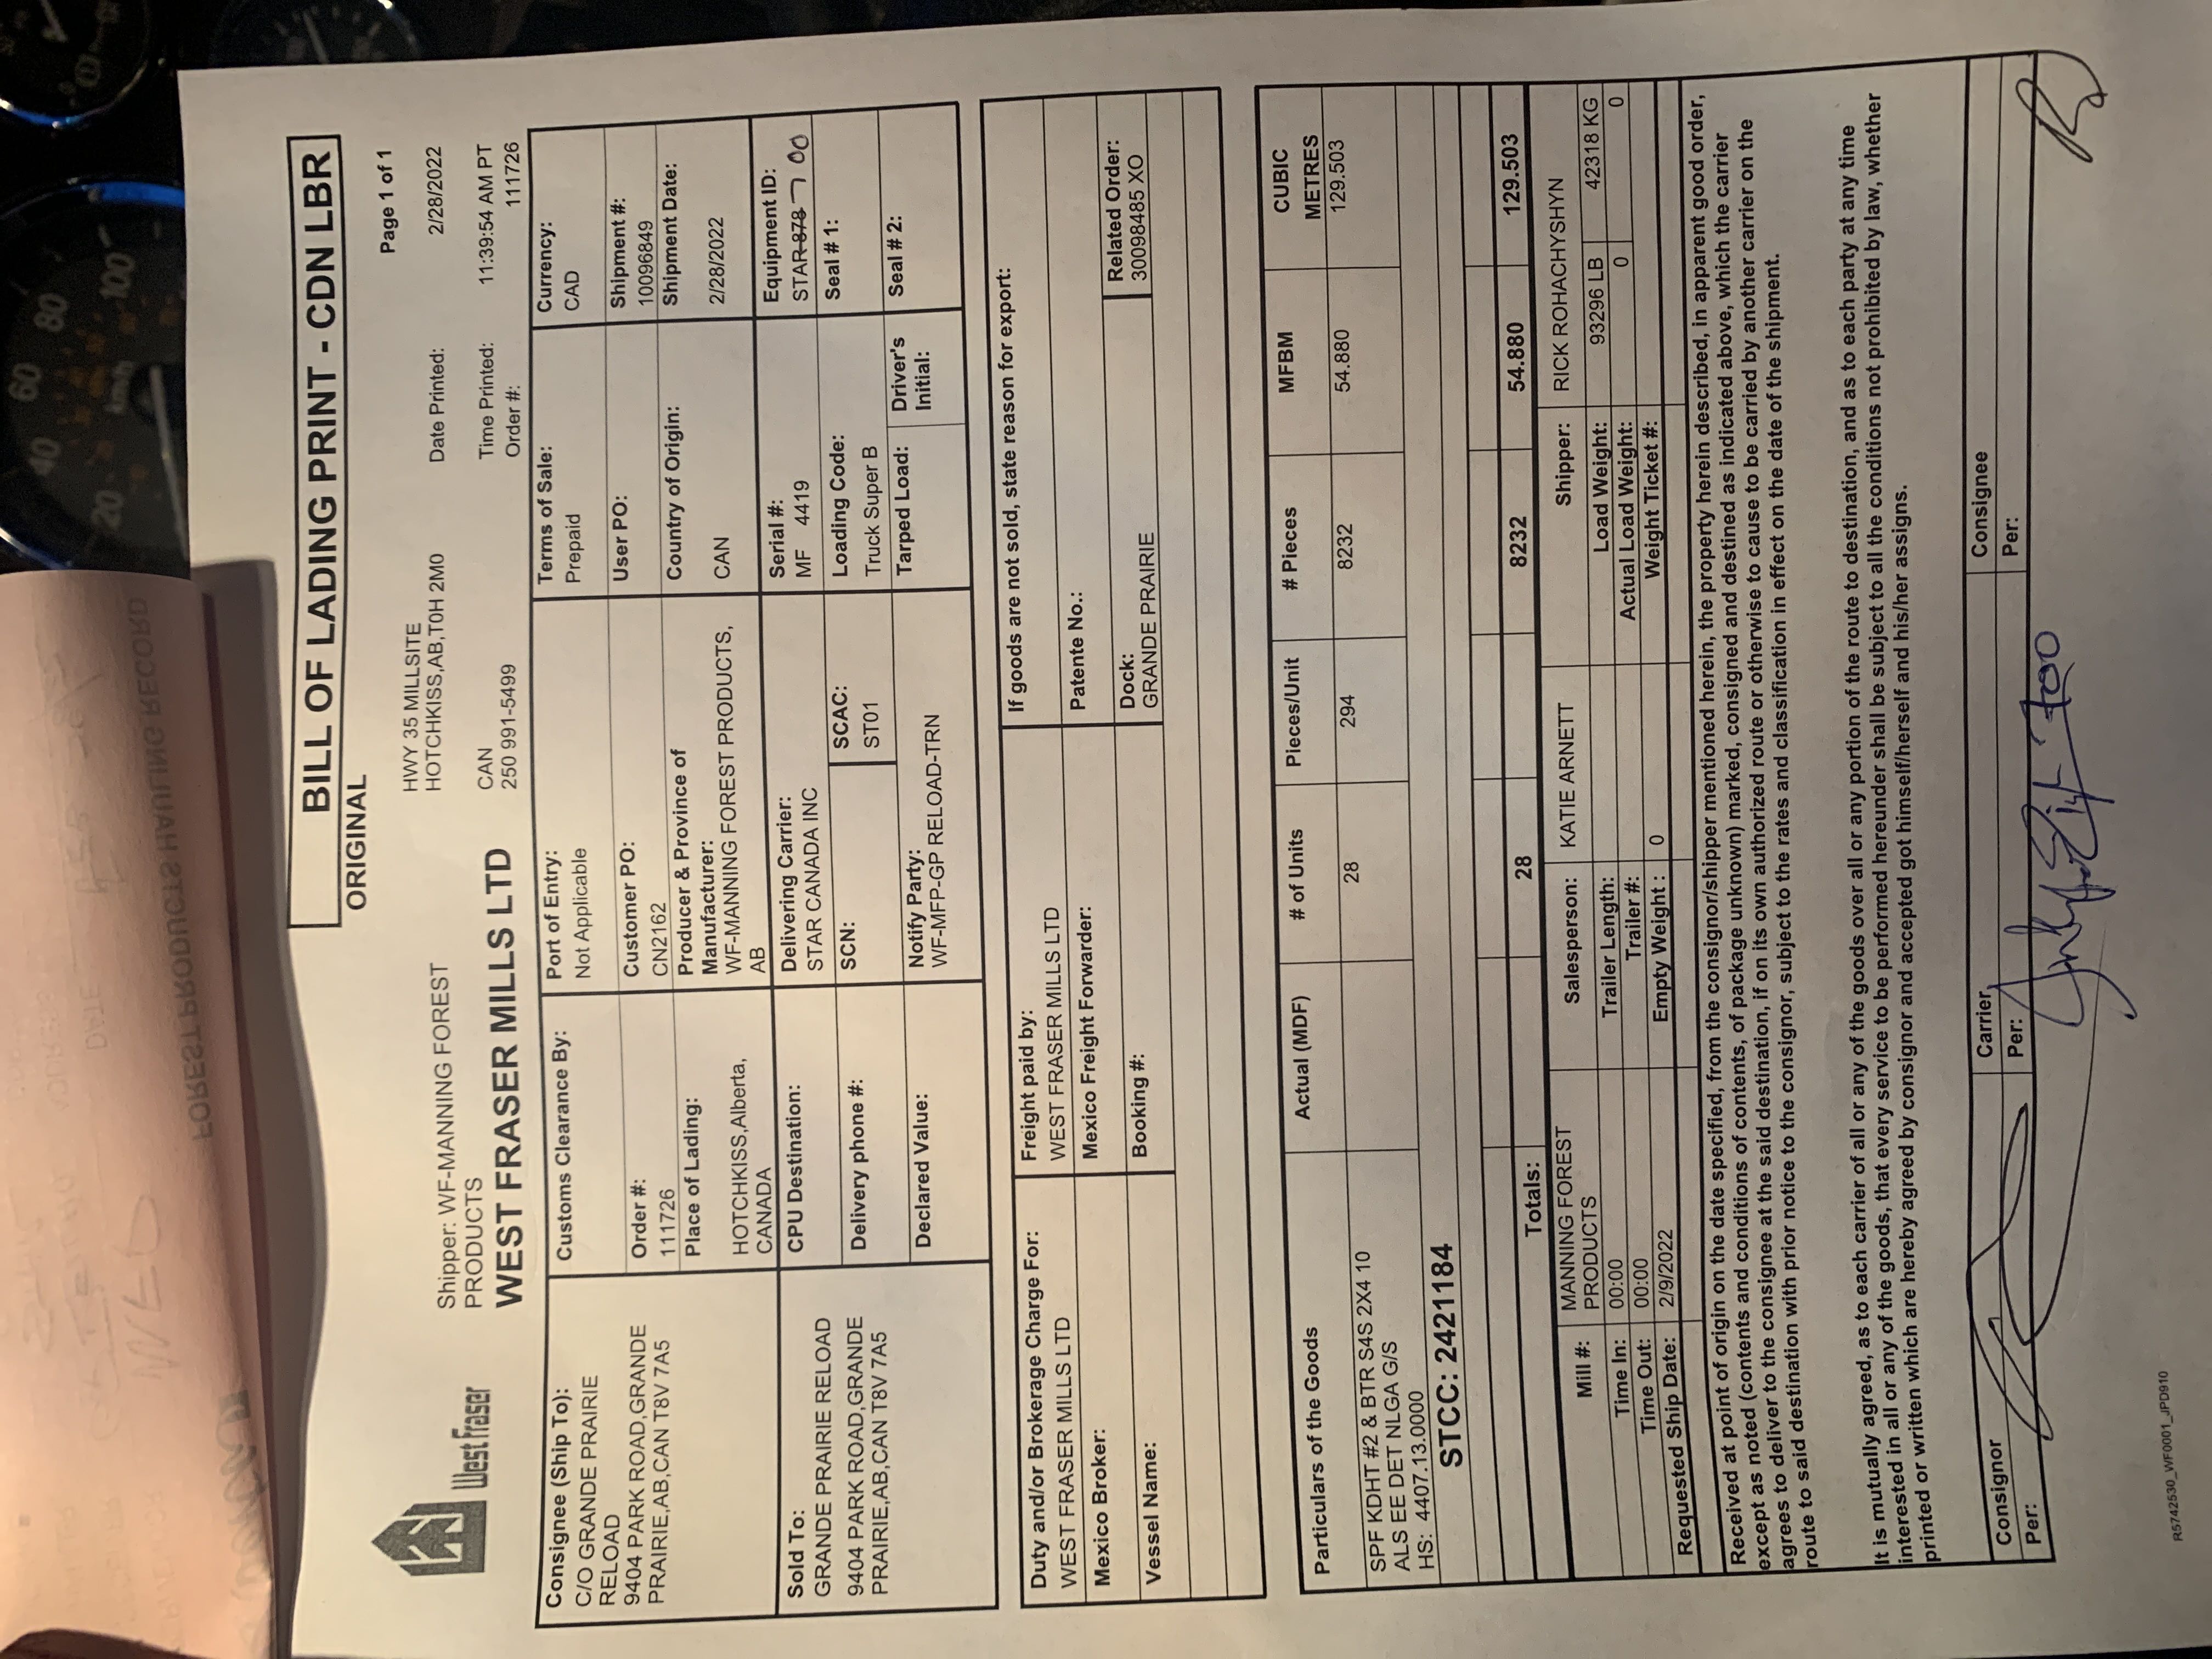 FOREST PRODUCTS HAULING RECORD
DATE
WED
20
40
60
80
100
km/h
BILL OF LADING PRINT - CDN LBR
ORIGINAL
Page 1 of 1
West Fraser
Shipper: WF-MANNING FOREST
PRODUCTS
WEST FRASER MILLS LTD
HWY 35 MILLSITE
HOTCHKISS,AB,T0H 2M0
CAN
250 991-5499
Date Printed: 2/28/2022
Time Printed: 11:39:54 AM PT
Order #: 111726
Consignee (Ship To):
C/O GRANDE PRAIRIE
RELOAD
9404 PARK ROAD,GRANDE
PRAIRIE,AB,CAN T8V 7A5
Customs Clearance By:
Port of Entry:
Not Applicable
Terms of Sale:
Prepaid
Currency:
CAD
Order #:
111726
Customer PO:
CN2162
User PO:
Shipment #:
10096849
Place of Lading:
HOTCHKISS,Alberta,
CANADA
Producer & Province of
Manufacturer:
WF-MANNING FOREST PRODUCTS,
AB
Country of Origin:
CAN
Shipment Date:
2/28/2022
Sold To:
GRANDE PRAIRIE RELOAD
9404 PARK ROAD,GRANDE
PRAIRIE,AB,CAN T8V 7A5
CPU Destination:
Delivering Carrier:
STAR CANADA INC
Serial #:
MF 4419
Equipment ID:
STAR-878 700
Delivery phone #:
SCN:
SCAC:
ST01
Loading Code:
Truck Super B
Seal # 1:
Declared Value:
Notify Party:
WF-MFP-GP RELOAD-TRN
Tarped Load:
Driver's
Initial:
Seal # 2:
Duty and/or Brokerage Charge For:
WEST FRASER MILLS LTD
Freight paid by:
WEST FRASER MILLS LTD
If goods are not sold, state reason for export:
Mexico Broker:
Mexico Freight Forwarder:
Patente No.:
Vessel Name:
Booking #:
Dock:
GRANDE PRAIRIE
Related Order:
30098485 XO
Particulars of the Goods
Actual (MDF)
# of Units
Pieces/Unit
# Pieces
MFBM
CUBIC
METRES
SPF KDHT #2 & BTR S4S 2X4 10
ALS EE DET NLGA G/S
HS: 4407.13.0000
28
294
8232
54.880
129.503
STCC: 2421184
Totals: 28 8232 54.880 129.503
Mill #: MANNING FOREST
PRODUCTS
Salesperson: KATIE ARNETT
Shipper: RICK ROHACHYSHYN
Time In: 00:00
Trailer Length:
Load Weight: 93296 LB 42318 KG
Time Out: 00:00
Trailer #:
Actual Load Weight: 0 0
Requested Ship Date: 2/9/2022
Empty Weight : 0
Weight Ticket #:
Received at point of origin on the date specified, from the consignor/shipper mentioned herein, the property herein described, in apparent good order,
except as noted (contents and conditions of contents, of package unknown) marked, consigned and destined as indicated above, which the carrier
agrees to deliver to the consignee at the said destination, if on its own authorized route or otherwise to cause to be carried by another carrier on the
route to said destination with prior notice to the consignor, subject to the rates and classification in effect on the date of the shipment.
It is mutually agreed, as to each carrier of all or any of the goods over all or any portion of the route to destination, and as to each party at any time
interested in all or any of the goods, that every service to be performed hereunder shall be subject to all the conditions not prohibited by law, whether
printed or written which are hereby agreed by consignor and accepted got himself/herself and his/her assigns.
Consignor
Per:
Carrier
Per:
Consignee
Per:
700
R5742530_WF0001_JPD910